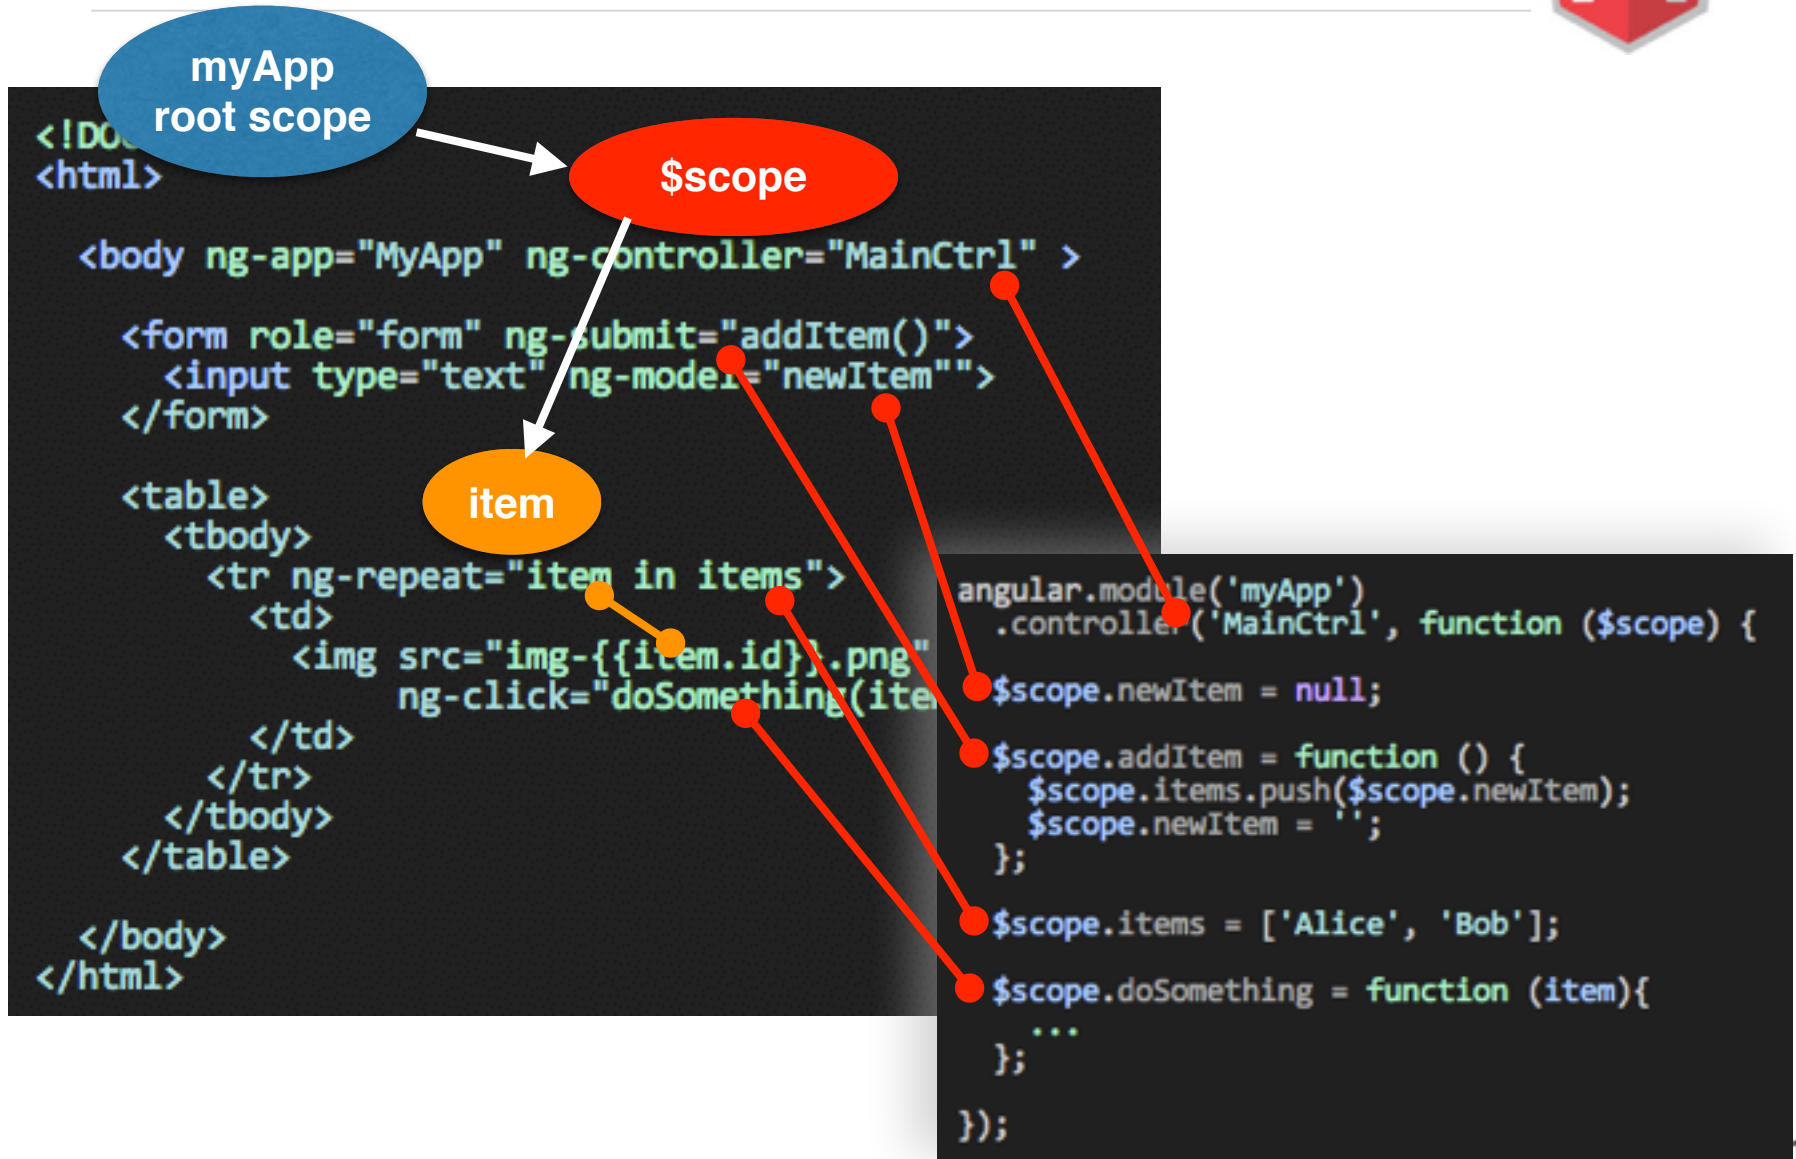 myApp
root scope
$scope
item
<html>
<body ng-app="MyApp" ng-controller="MainCtrl" >
<form role="form" ng-submit="addItem()">
<input type="text" ng-model="newItem"">
</form>
<table>
<tbody>
<tr ng-repeat="item in items">
<td>
<img src="img-{{item.id}}.png"
ng-click="doSomething(
</td>
</tr>
</tbody>
</table>
</body>
</html>
angular.module('myApp')
.controller('MainCtrl', function ($scope) {
$scope.newItem = null;
$scope.addItem = function () {
$scope.items.push($scope.newItem);
$scope.newItem = '';
};
$scope.items = ['Alice', 'Bob'];
$scope.doSomething = function (item){
...
};
});